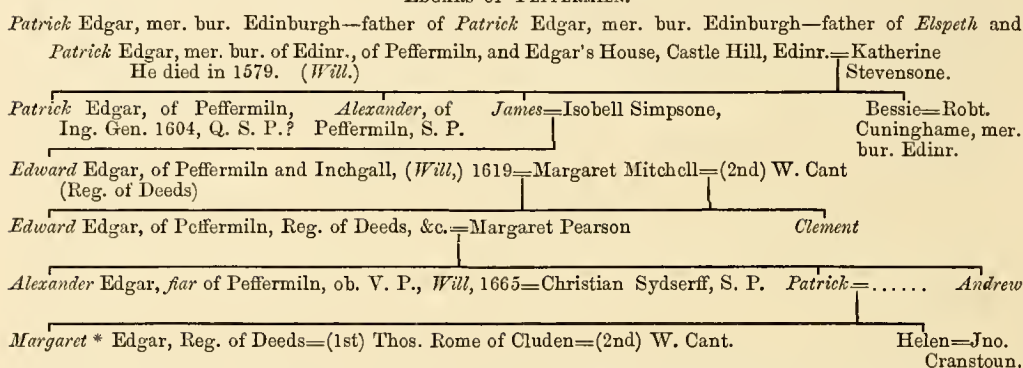 Patrick Edgar, mer. bur. Edinburgh—father of Patrick Edgar, mer. bur. Edinburgh—father of Elspeth and
Patrick Edgar, mer. bur. of Edinr., of Peffermiln, and Edgar's House, Castle Hill, Edinr.=Katherine
He died in 1579. (Will.) Stevensone.
Patrick Edgar, of Peffermiln, Alexander, of James=Isobell Simpsone, Bessie=Robt.
Ing. Gen. 1604, Q. S. P.? Peffermiln, S. P. Cuninghame, mer.
bur. Edinr.
Edward Edgar, of Peffermiln and Inchgall, (Will,) 1619=Margaret Mitchell=(2nd) W. Cant
(Reg. of Deeds)
Edward Edgar, of Peffermiln, Reg. of Deeds, &c.=Margaret Pearson Clement
Alexander Edgar, fiar of Peffermiln, ob. V. P., Will, 1665=Christian Sydserff, S. P. Patrick=...... Andrew
Margaret * Edgar, Reg. of Deeds=(1st) Thos. Rome of Cluden=(2nd) W. Cant. Helen=Jno.
Cranstoun.